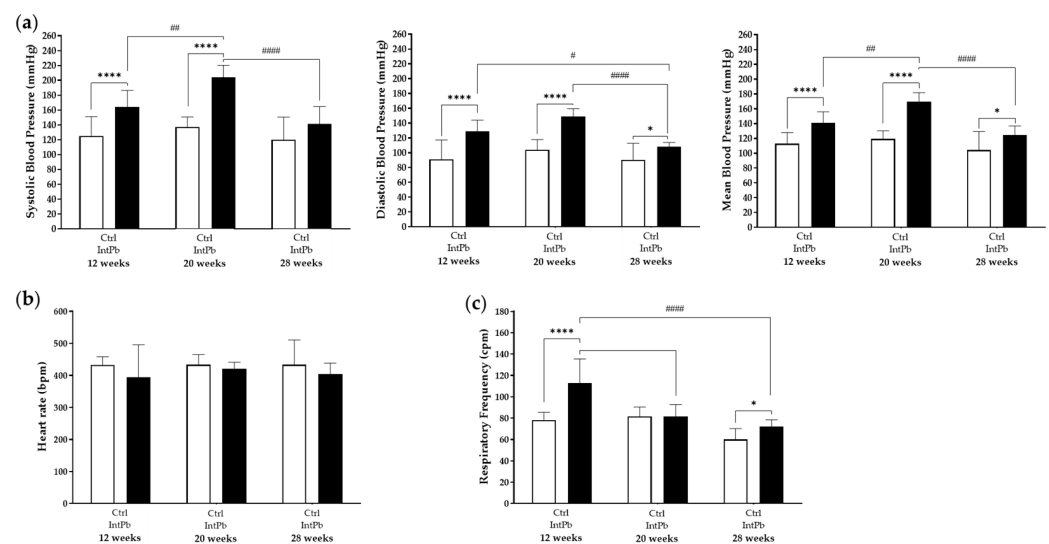 (a)
Systolic Blood Pressure (mmHg)
260
240
220
200
180
160
140
120
100
80
60
40
20
0
##
****
****
####
Ctrl
IntPb
12 weeks
Ctrl
IntPb
20 weeks
Ctrl
IntPb
28 weeks
Diastolic Blood Pressure (mmHg)
260
240
220
200
180
160
140
120
100
80
60
40
20
0
#
####
****
****
*
Ctrl
IntPb
12 weeks
Ctrl
IntPb
20 weeks
Ctrl
IntPb
28 weeks
Mean Blood Pressure (mmHg)
260
240
220
200
180
160
140
120
100
80
60
40
20
0
##
####
****
****
*
Ctrl
IntPb
12 weeks
Ctrl
IntPb
20 weeks
Ctrl
IntPb
28 weeks
(b)
Heart rate (bpm)
600
500
400
300
400
200
100
0
Ctrl
IntPb
12 weeks
Ctrl
IntPb
20 weeks
Ctrl
IntPb
28 weeks
(c)
Respiratory Frequency (cpm)
180
160
140
120
100
80
60
40
20
0
####
****
*
Ctrl
IntPb
12 weeks
Ctrl
IntPb
20 weeks
Ctrl
IntPb
28 weeks